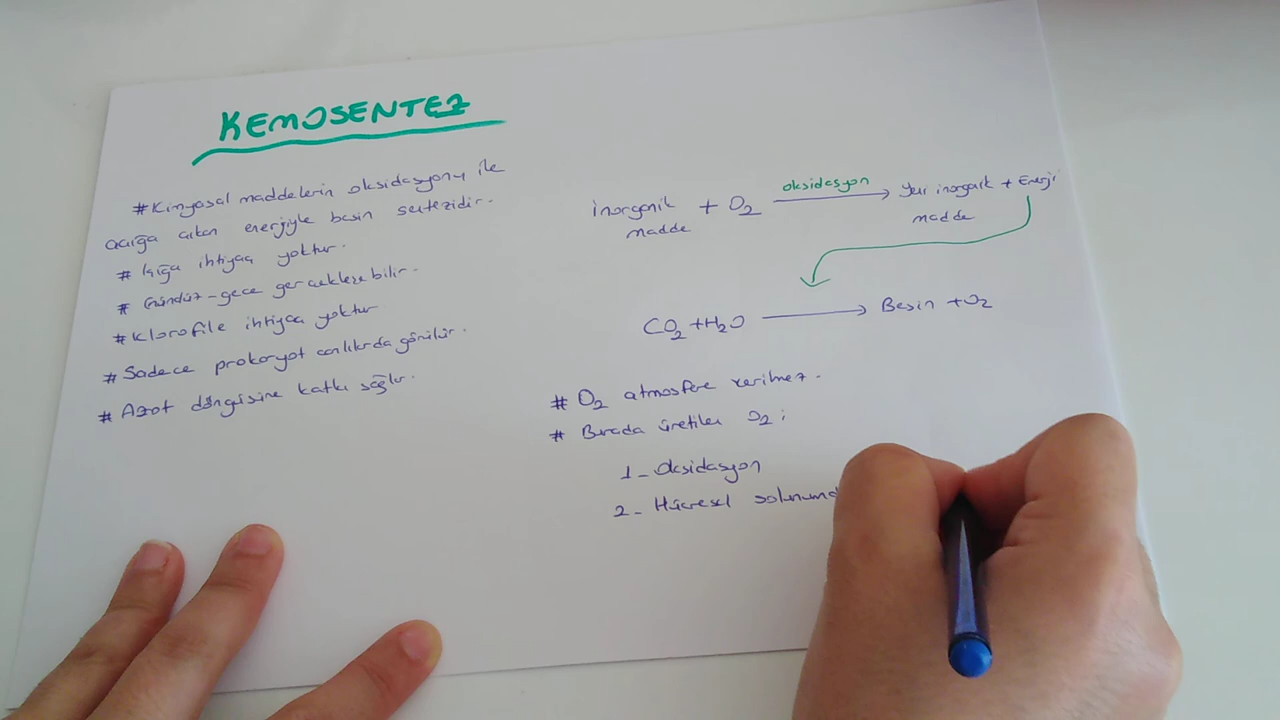 KEMOSENTEZ
# Kimyasal maddelerin oksidasyonu ile
açığa çıkan enerjiyle besin sentezidir.
# Işığa ihtiyaç yoktur.
# Gündüz-gece gerçekleşebilir.
# Klorofile ihtiyaç yoktur
# Sadece prokaryot canlılarda görülür.
# Azot döngüsüne katkı sağlır.
inorganik + O2 oksidasyon Yeni inorganik + Enerji
madde madde
CO2 + H2O → Besin + O2
# O2 atmosfere verilmez.
# Burada üretilen O2 ;
1- Oksidasyon
2- Hücresel solunumd